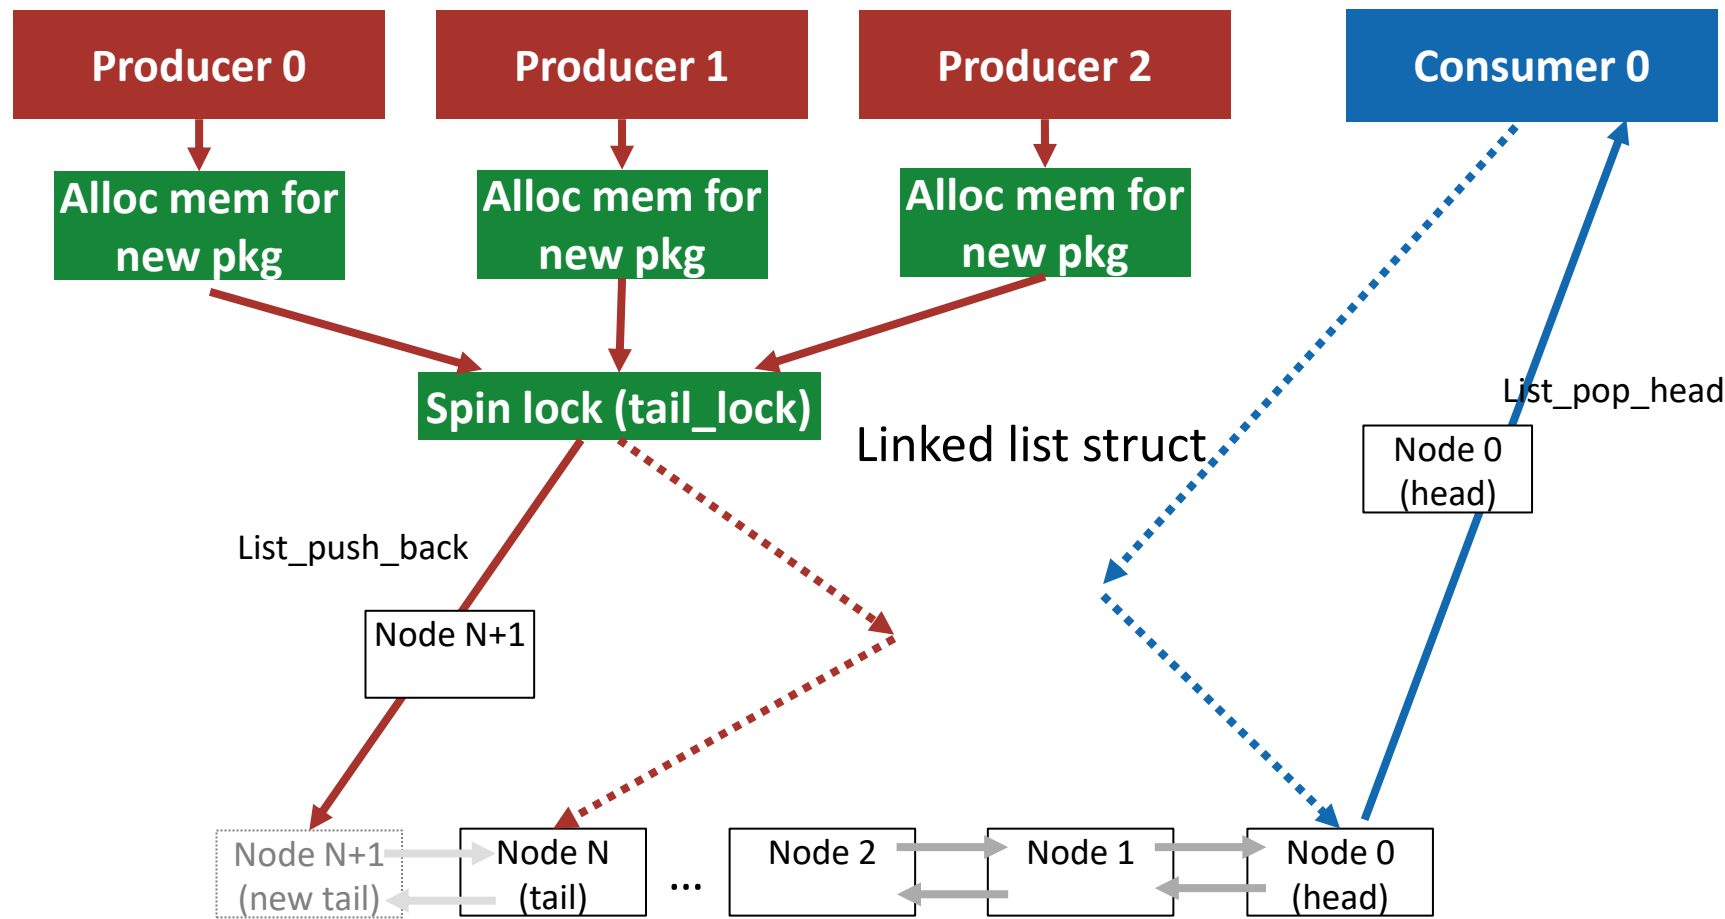 Producer 0
Producer 1
Producer 2
Consumer 0
Alloc mem for
new pkg
Alloc mem for
new pkg
Alloc mem for
new pkg
Spin lock (tail_lock)
Linked list struct
List_pop_head
Node 0
(head)
List_push_back
Node N+1
Node N+1
(new tail)
Node N
(tail)
...
Node 2
Node 1
Node 0
(head)